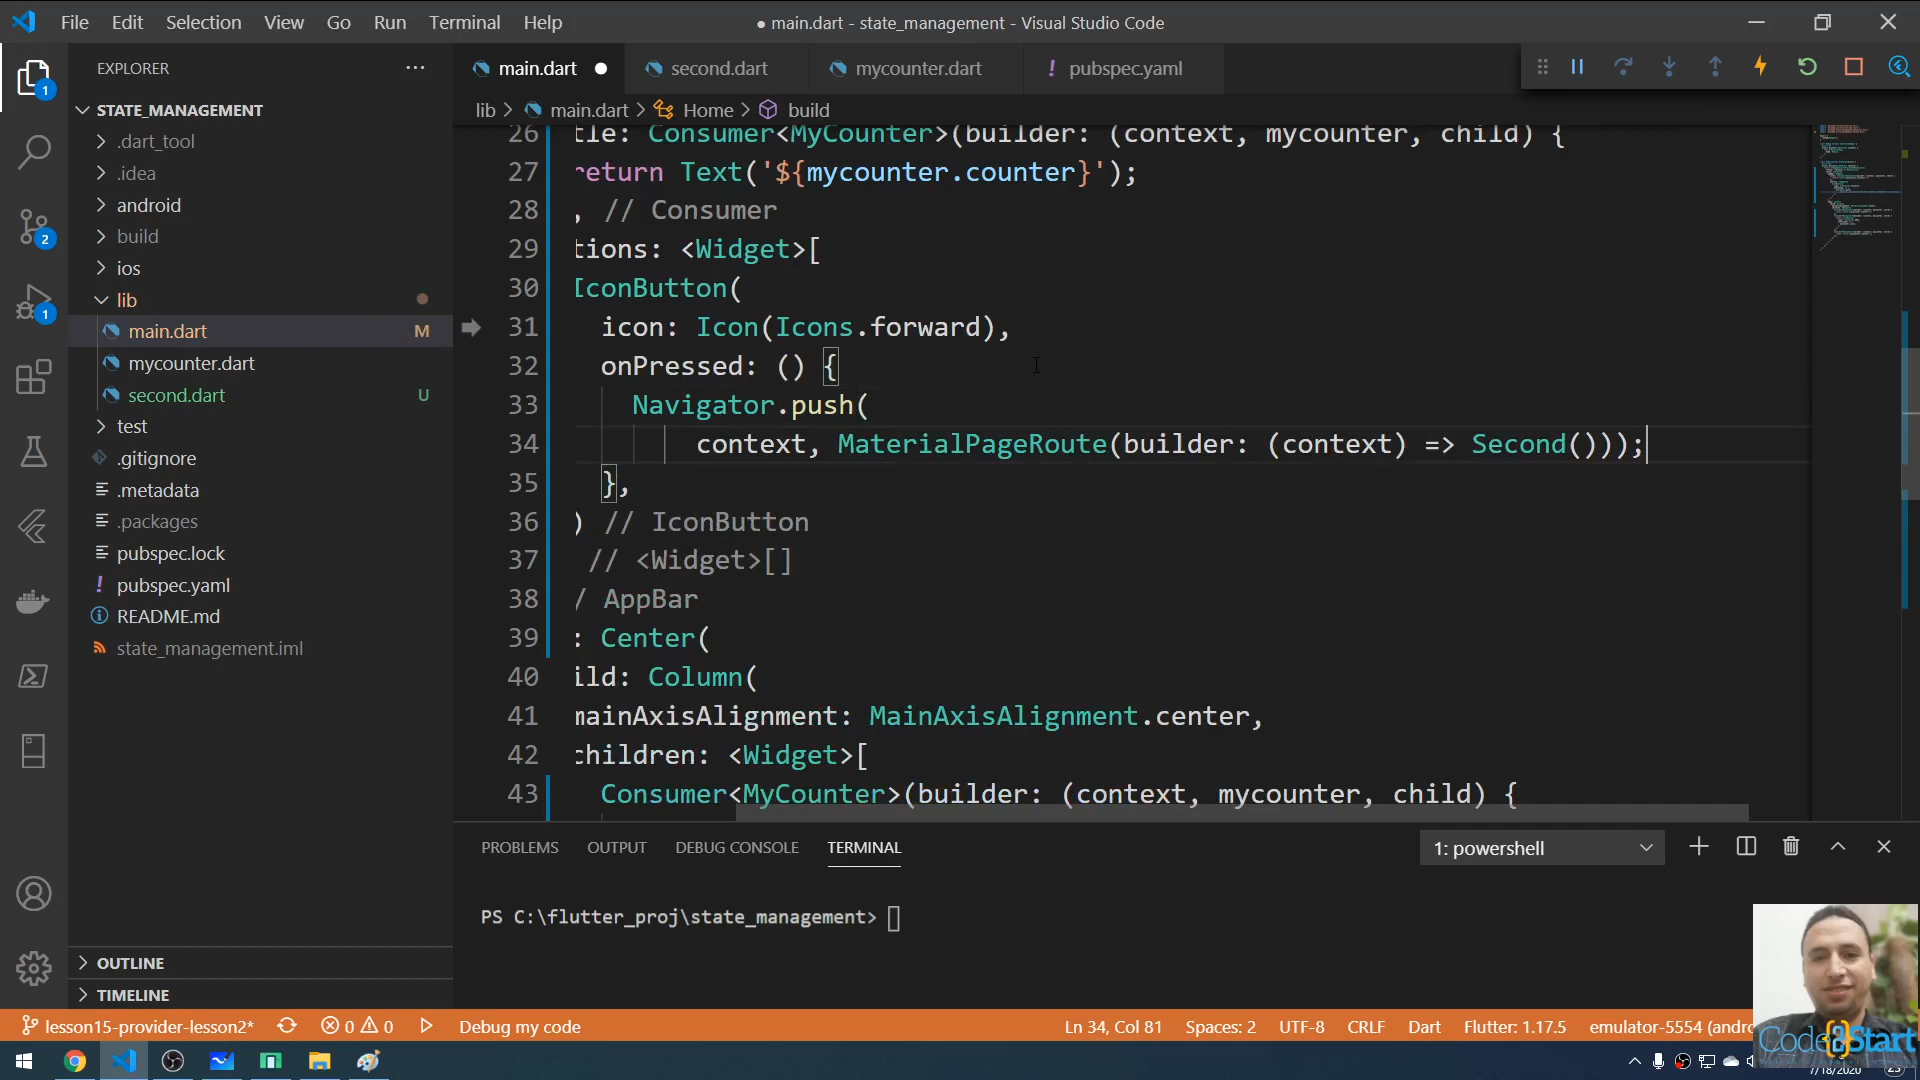 File Edit Selection View Go Run Terminal Help
● main.dart - state_management - Visual Studio Code
EXPLORER
STATE_MANAGEMENT
.dart_tool
.idea
android
build
ios
lib
main.dart M
mycounter.dart
second.dart U
test
.gitignore
.metadata
.packages
pubspec.lock
pubspec.yaml
README.md
state_management.iml
OUTLINE
TIMELINE
1
2
1
main.dart second.dart mycounter.dart ! pubspec.yaml
lib > main.dart > Home > build
26 tle: Consumer<MyCounter>(builder: (context, mycounter, child) {
27 return Text('${mycounter.counter}');
28 , // Consumer
29 tions: <Widget>[
30 IconButton(
31 icon: Icon(Icons.forward),
32 onPressed: () {
33 Navigator.push(
34 context, MaterialPageRoute(builder: (context) => Second()));
35 },
36 ) // IconButton
37 // <Widget>[]
38 / AppBar
39 : Center(
40 ild: Column(
41 mainAxisAlignment: MainAxisAlignment.center,
42 children: <Widget>[
43 Consumer<MyCounter>(builder: (context, mycounter, child) {
PROBLEMS OUTPUT DEBUG CONSOLE TERMINAL
1: powershell
PS C:\flutter_proj\state_management>
lesson15-provider-lesson2* 0 0 Debug my code
Ln 34, Col 81 Spaces: 2 UTF-8 CRLF Dart Flutter: 1.17.5 emulator-5554 (andro
Code{2}Start
7/18/2020